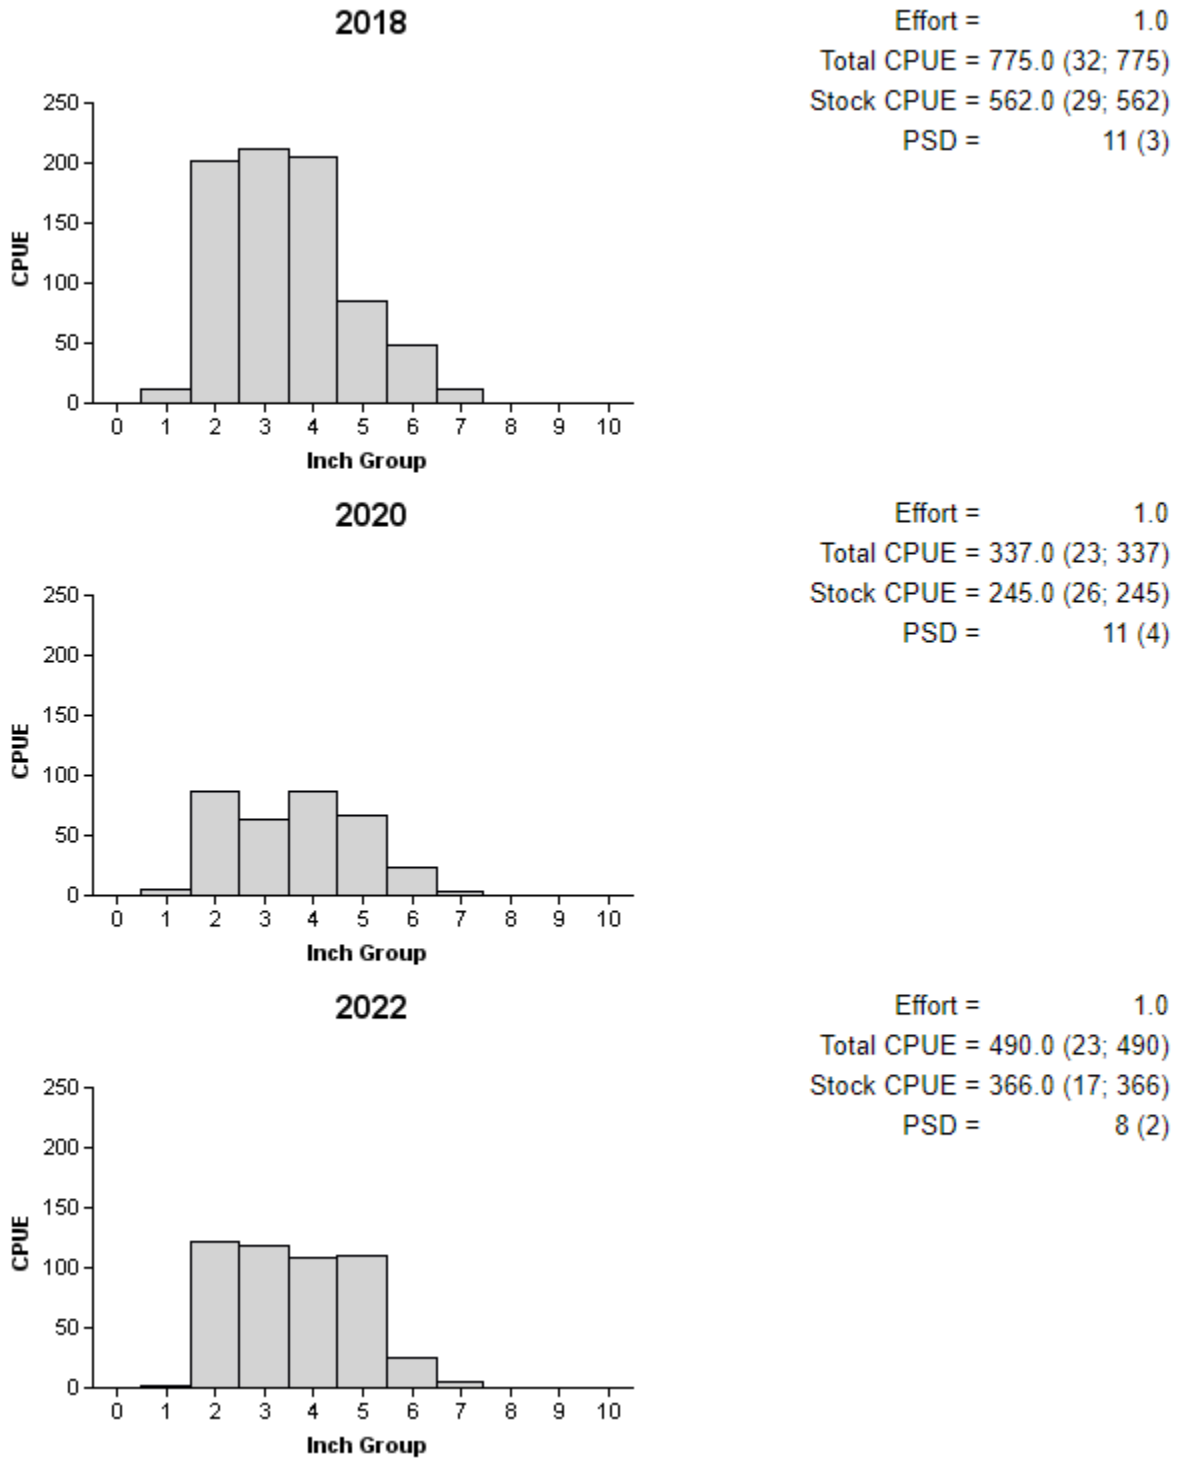 2018
Effort = 1.0
Total CPUE = 775.0 (32; 775)
Stock CPUE = 562.0 (29; 562)
PSD = 11 (3)
250
200
150
100
50
0
CPUE
0 1 2 3 4 5 6 7 8 9 10
Inch Group
2020
Effort = 1.0
Total CPUE = 337.0 (23; 337)
Stock CPUE = 245.0 (26; 245)
PSD = 11 (4)
250
200
150
100
50
0
CPUE
0 1 2 3 4 5 6 7 8 9 10
Inch Group
2022
Effort = 1.0
Total CPUE = 490.0 (23; 490)
Stock CPUE = 366.0 (17; 366)
PSD = 8 (2)
250
200
150
100
50
0
CPUE
0 1 2 3 4 5 6 7 8 9 10
Inch Group